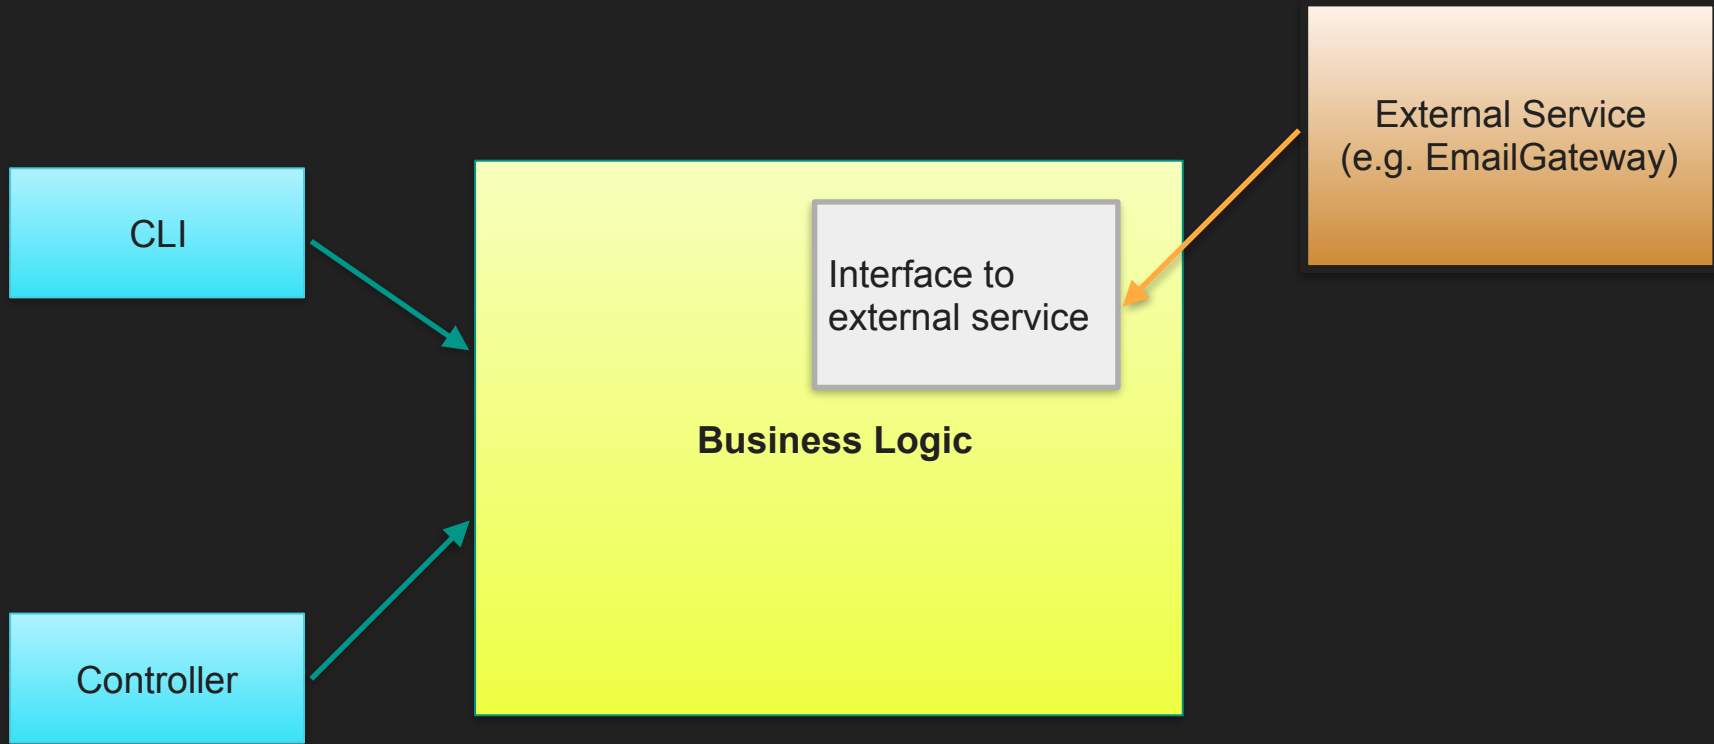 External Service
(e.g. EmailGateway)
CLI
Interface to
external service
Business Logic
Controller